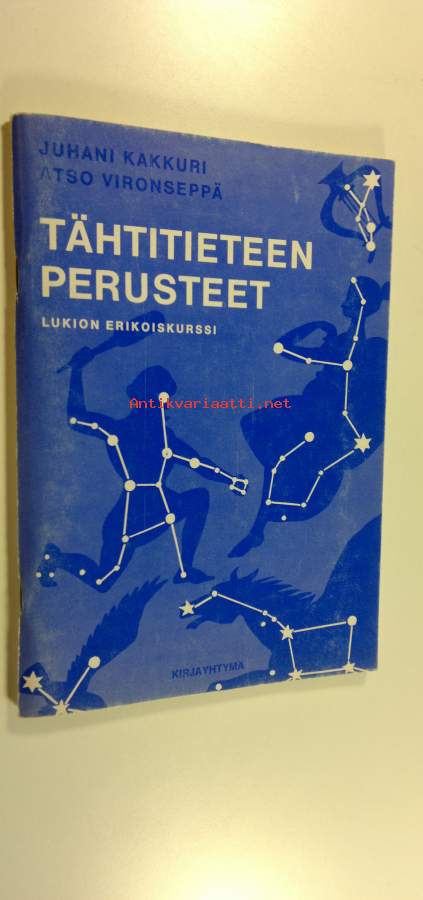 JUHANI KAKKURI
ATSO VIRONSEPPÄ
TÄHTITIETEEN
PERUSTEET
LUKION ERIKOISKURSSI
Antikvariaatti.net
KIRJAYHTYMÄ